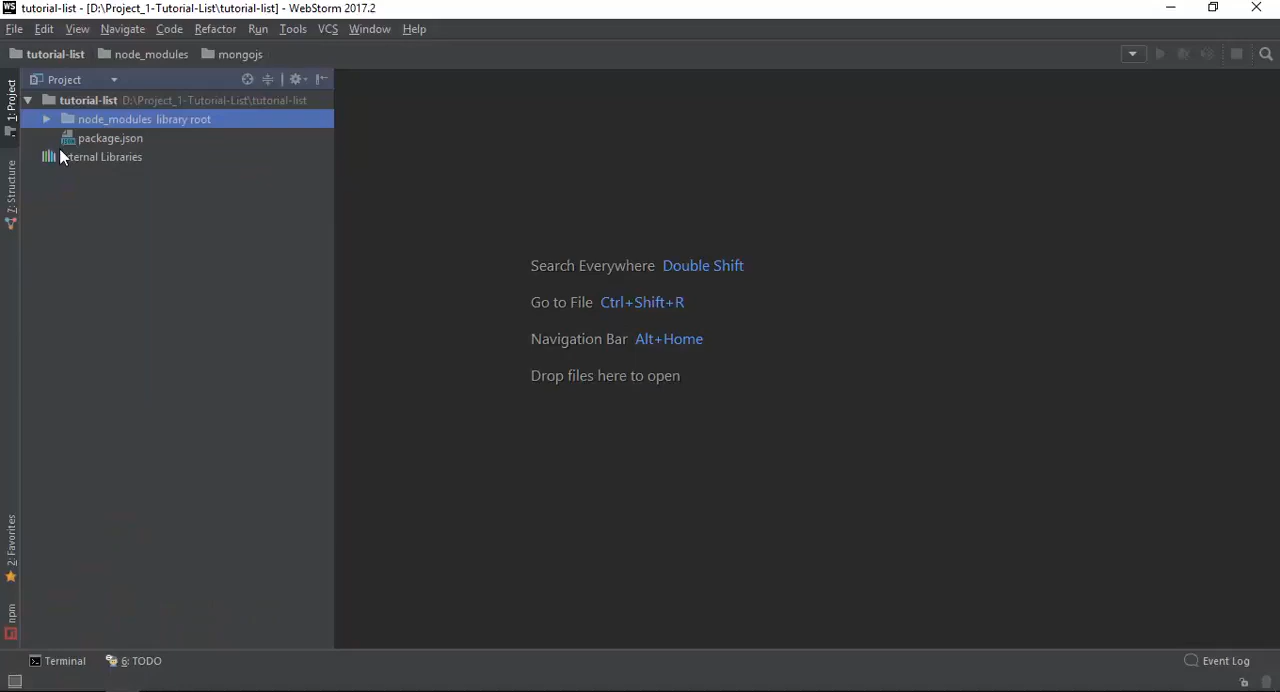 WS tutorial-list - [D:\Project_1-Tutorial-List\tutorial-list] - WebStorm 2017.2
File Edit View Navigate Code Refactor Run Tools VCS Window Help
tutorial-list node_modules mongojs
1: Project
Project
tutorial-list D:\Project_1-Tutorial-List\tutorial-list
node_modules library root
package.json
ternal Libraries
7: Structure
Search Everywhere Double Shift
Go to File Ctrl+Shift+R
Navigation Bar Alt+Home
Drop files here to open
2: Favorites
npm
Terminal 6: TODO Event Log